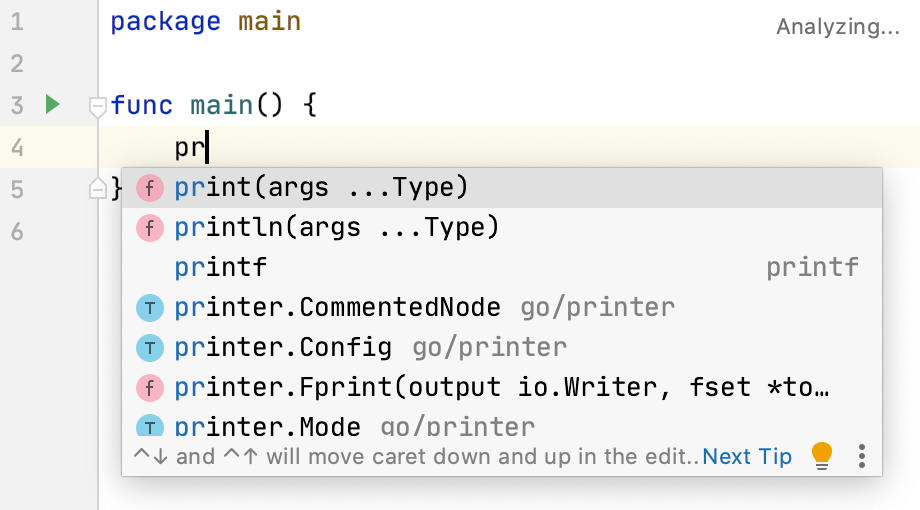 1 package main
Analyzing...
2
3 func main() {
4 pr
5 }
6
f print(args ...Type)
f println(args ...Type)
printf printf
T printer.CommentedNode go/printer
T printer.Config go/printer
f printer.Fprint(output io.Writer, fset *to…
T printer.Mode go/printer
^↓ and ^↑ will move caret down and up in the edit.. Next Tip